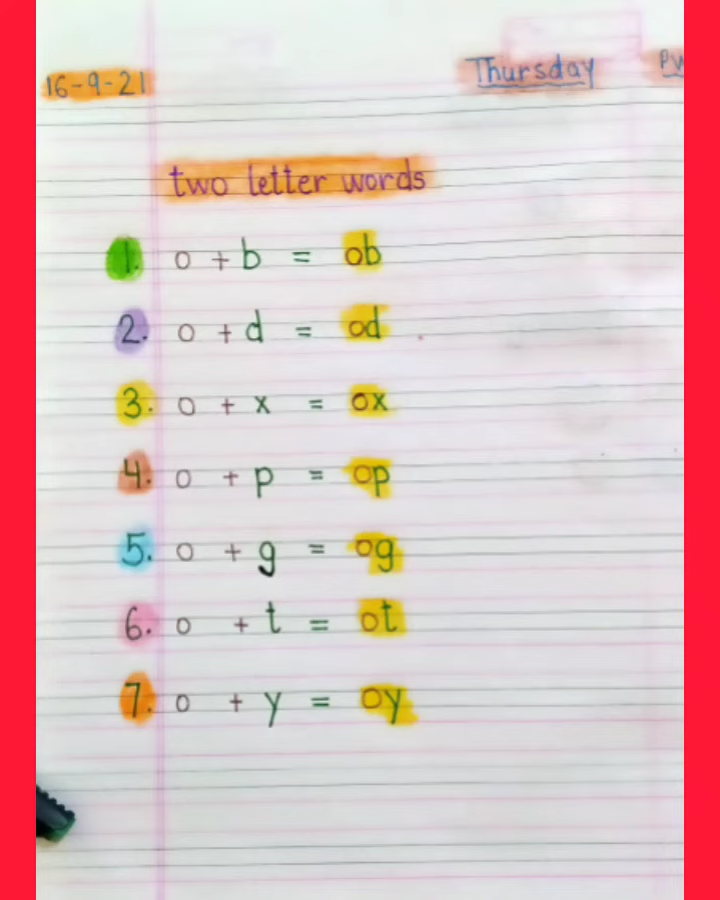 16-9-21 Thursday
two letter words
1. o + b = ob
2. o + d = od
3. o + x = ox
4. o + p = op
5. o + g = og
6. o + t = ot
7. o + y = oy